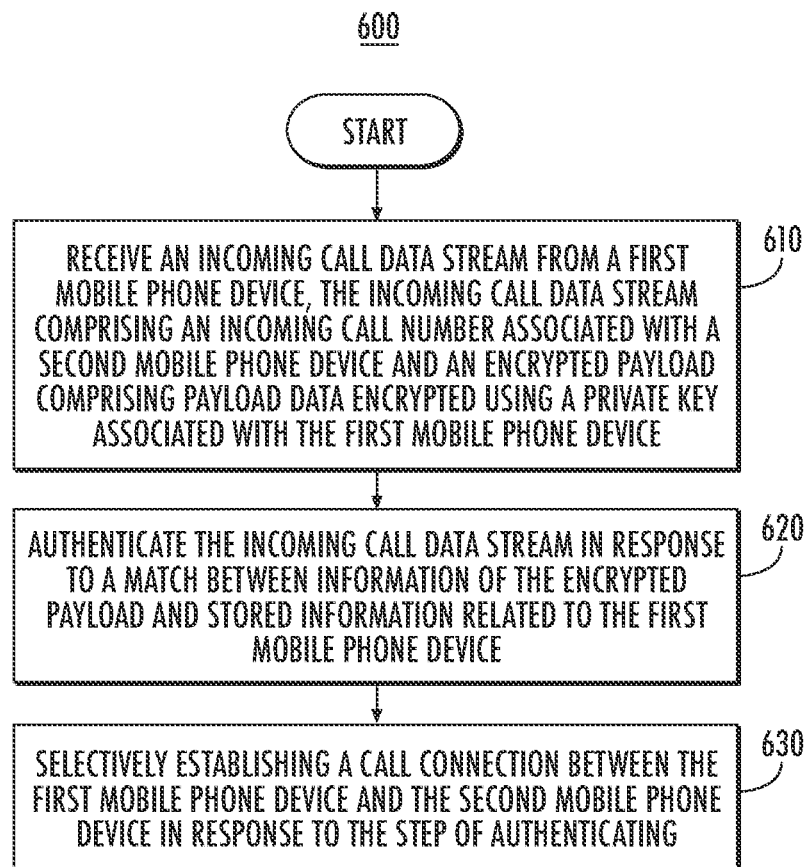 600
START
RECEIVE AN INCOMING CALL DATA STREAM FROM A FIRST
MOBILE PHONE DEVICE, THE INCOMING CALL DATA STREAM
COMPRISING AN INCOMING CALL NUMBER ASSOCIATED WITH A
SECOND MOBILE PHONE DEVICE AND AN ENCRYPTED PAYLOAD
COMPRISING PAYLOAD DATA ENCRYPTED USING A PRIVATE KEY
ASSOCIATED WITH THE FIRST MOBILE PHONE DEVICE
610
AUTHENTICATE THE INCOMING CALL DATA STREAM IN RESPONSE
TO A MATCH BETWEEN INFORMATION OF THE ENCRYPTED
PAYLOAD AND STORED INFORMATION RELATED TO THE FIRST
MOBILE PHONE DEVICE
620
SELECTIVELY ESTABLISHING A CALL CONNECTION BETWEEN THE
FIRST MOBILE PHONE DEVICE AND THE SECOND MOBILE PHONE
DEVICE IN RESPONSE TO THE STEP OF AUTHENTICATING
630